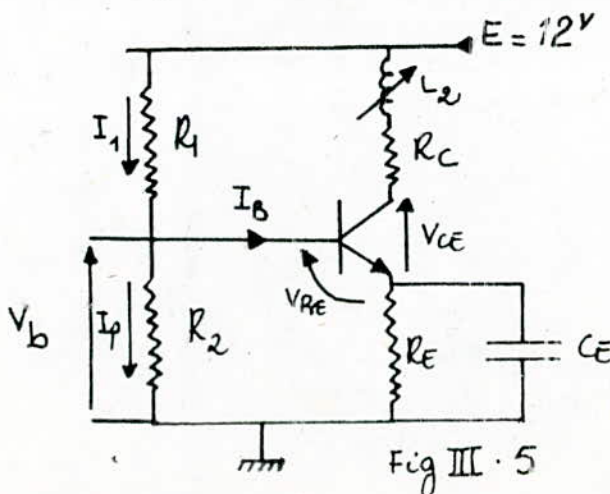 E = 12V
L2
I1
R1
RC
IB
VCE
VBE
Vb
IP
R2
RE
CE
Fig III.5